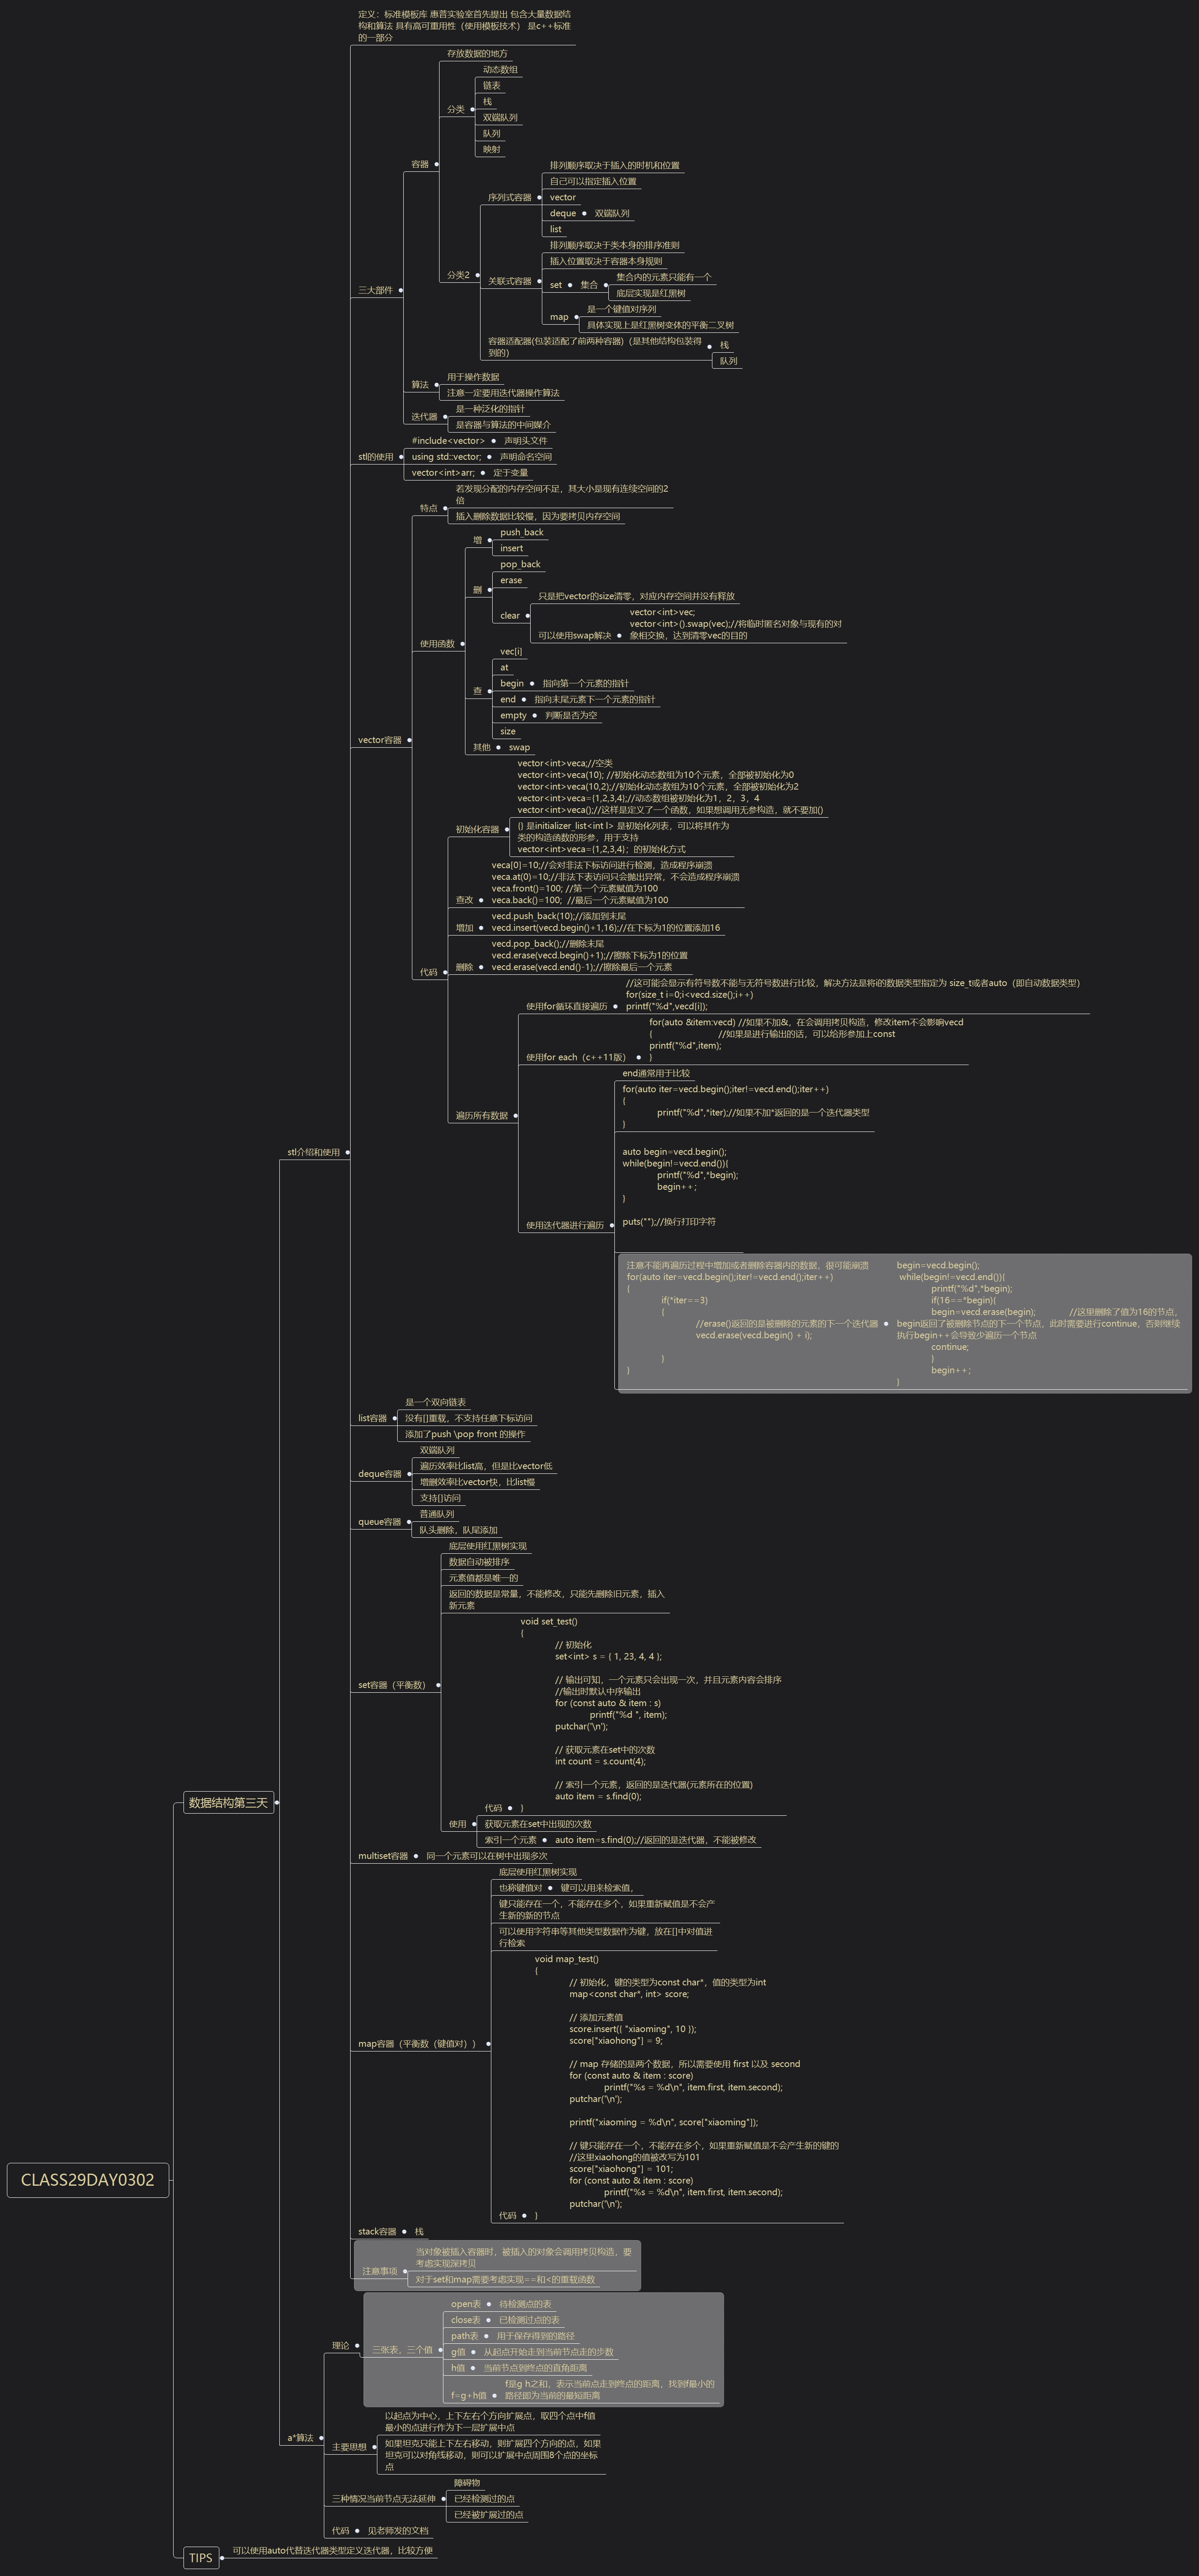 定义：标准模板库 惠普实验室首先提出 包含大量数据结
构和算法 具有高可重用性（使用模板技术） 是c++标准
的一部分
存放数据的地方
动态数组
链表
分类
栈
双端队列
队列
映射
容器
排列顺序取决于插入的时机和位置
自己可以指定插入位置
序列式容器
vector
deque
双端队列
list
排列顺序取决于类本身的排序准则
插入位置取决于容器本身规则
分类2
关联式容器
集合内的元素只能有一个
set
集合
底层实现是红黑树
三大部件
是一个键值对序列
map
具体实现上是红黑树变体的平衡二叉树
容器适配器(包装适配了前两种容器)（是其他结构包装得
到的）
栈
队列
用于操作数据
算法
注意一定要用迭代器操作算法
是一种泛化的指针
迭代器
是容器与算法的中间媒介
#include<vector>
声明头文件
stl的使用
using std::vector;
声明命名空间
vector<int>arr;
定于变量
若发现分配的内存空间不足，其大小是现有连续空间的2
倍
特点
插入删除数据比较慢，因为要拷贝内存空间
push_back
增
insert
pop_back
erase
删
只是把vector的size清零，对应内存空间并没有释放
clear
vector<int>vec;
vector<int>().swap(vec);//将临时匿名对象与现有的对
象相交换，达到清零vec的目的
可以使用swap解决
使用函数
vec[i]
at
begin
指向第一个元素的指针
查
end
指向末尾元素下一个元素的指针
empty
判断是否为空
size
其他
swap
vector容器
vector<int>veca;//空类
vector<int>veca(10); //初始化动态数组为10个元素，全部被初始化为0
vector<int>veca(10,2);//初始化动态数组为10个元素，全部被初始化为2
vector<int>veca={1,2,3,4};//动态数组被初始化为1，2，3，4
vector<int>veca();//这样是定义了一个函数，如果想调用无参构造，就不要加()
初始化容器
{} 是initializer_list<int l> 是初始化列表，可以将其作为
类的构造函数的形参，用于支持
vector<int>veca={1,2,3,4}；的初始化方式
veca[0]=10;//会对非法下标访问进行检测，造成程序崩溃
veca.at(0)=10;//非法下表访问只会抛出异常，不会造成程序崩溃
veca.front()=100; //第一个元素赋值为100
查改
veca.back()=100; //最后一个元素赋值为100
vecd.push_back(10);//添加到末尾
增加
vecd.insert(vecd.begin()+1,16);//在下标为1的位置添加16
vecd.pop_back();//删除末尾
vecd.erase(vecd.begin()+1);//擦除下标为1的位置
删除
vecd.erase(vecd.end()-1);//擦除最后一个元素
代码
//这可能会显示有符号数不能与无符号数进行比较，解决方法是将i的数据类型指定为 size_t或者auto（即自动数据类型）
for(size_t i=0;i<vecd.size();i++)
使用for循环直接遍历
printf("%d",vecd[i]);
for(auto &item:vecd) //如果不加&，在会调用拷贝构造，修改item不会影响vecd
{ //如果是进行输出的话，可以给形参加上const
printf("%d",item);
使用for each（c++11版）
}
遍历所有数据
end通常用于比较
for(auto iter=vecd.begin();iter!=vecd.end();iter++)
{
printf("%d",*iter);//如果不加*返回的是一个迭代器类型
}
auto begin=vecd.begin();
while(begin!=vecd.end()){
printf("%d",*begin);
begin++；
}
puts("");//换行打印字符
使用迭代器进行遍历
注意不能再遍历过程中增加或者删除容器内的数据，很可能崩溃
for(auto iter=vecd.begin();iter!=vecd.end();iter++)
{
if(*iter==3)
{
//erase()返回的是被删除的元素的下一个迭代器
vecd.erase(vecd.begin() + i);
}
}
begin=vecd.begin();
while(begin!=vecd.end()){
printf("%d",*begin);
if(16==*begin){
begin=vecd.erase(begin); //这里删除了值为16的节点，
begin返回了被删除节点的下一个节点，此时需要进行continue，否则继续
执行begin++会导致少遍历一个节点
continue;
}
begin++；
}
stl介绍和使用
是一个双向链表
list容器
没有[]重载，不支持任意下标访问
添加了push \pop front 的操作
双端队列
遍历效率比list高，但是比vector低
deque容器
增删效率比vector快，比list慢
支持[]访问
queue容器
普通队列
队头删除，队尾添加
底层使用红黑树实现
数据自动被排序
元素值都是唯一的
返回的数据是常量，不能修改，只能先删除旧元素，插入
新元素
set容器（平衡数）
void set_test()
{
// 初始化
set<int> s = { 1, 23, 4, 4 };
// 输出可知，一个元素只会出现一次，并且元素内容会排序
//输出时默认中序输出
for (const auto & item : s)
printf("%d ", item);
putchar('\n');
// 获取元素在set中的次数
int count = s.count(4);
// 索引一个元素，返回的是迭代器(元素所在的位置)
auto item = s.find(0);
代码
}
使用
获取元素在set中出现的次数
索引一个元素
auto item=s.find(0);//返回的是迭代器，不能被修改
multiset容器
同一个元素可以在树中出现多次
底层使用红黑树实现
也称键值对
键可以用来检索值，
键只能存在一个，不能存在多个，如果重新赋值是不会产
生新的新的节点
可以使用字符串等其他类型数据作为键，放在[]中对值进
行检索
map容器（平衡数（键值对））
void map_test()
{
// 初始化，键的类型为const char*，值的类型为int
map<const char*, int> score;
// 添加元素值
score.insert({ "xiaoming", 10 });
score["xiaohong"] = 9;
// map 存储的是两个数据，所以需要使用 first 以及 second
for (const auto & item : score)
printf("%s = %d\n", item.first, item.second);
putchar('\n');
printf("xiaoming = %d\n", score["xiaoming"]);
// 键只能存在一个，不能存在多个，如果重新赋值是不会产生新的键的
//这里xiaohong的值被改写为101
score["xiaohong"] = 101;
for (const auto & item : score)
printf("%s = %d\n", item.first, item.second);
putchar('\n');
代码
}
stack容器
栈
当对象被插入容器时，被插入的对象会调用拷贝构造，要
考虑实现深拷贝
注意事项
对于set和map需要考虑实现==和<的重载函数
数据结构第三天
CLASS29DAY0302
open表
待检测点的表
close表
已检测过点的表
理论
path表
用于保存得到的路径
三张表，三个值
g值
从起点开始走到当前节点走的步数
h值
当前节点到终点的直角距离
f=g+h值
f是g h之和，表示当前点走到终点的距离，找到f最小的
路径即为当前的最短距离
a*算法
以起点为中心，上下左右个方向扩展点，取四个点中f值
最小的点进行作为下一层扩展中点
主要思想
如果坦克只能上下左右移动，则扩展四个方向的点，如果
坦克可以对角线移动，则可以扩展中点周围8个点的坐标
点
障碍物
三种情况当前节点无法延伸
已经检测过的点
已经被扩展过的点
代码
见老师发的文档
TIPS
可以使用auto代替迭代器类型定义迭代器，比较方便